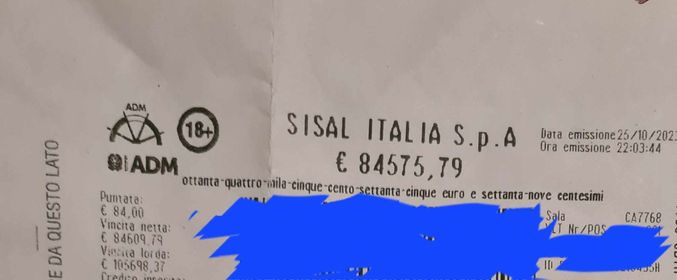 E DA QUESTO LATO
ADM
18+
ADM
SISAL ITALIA S.p.A
€ 84575,79
ottanta-quattro-mila-cinque-cento-settanta-cinque euro e settanta-nove centesimi
Data emissione 25/10/202
Ora emissione 22:03:44
Puntata:
€ 84,00
Vincita netta:
€ 84609,79
Vincita lorda:
€ 105698,37
Sala CA7768
Nr/POS